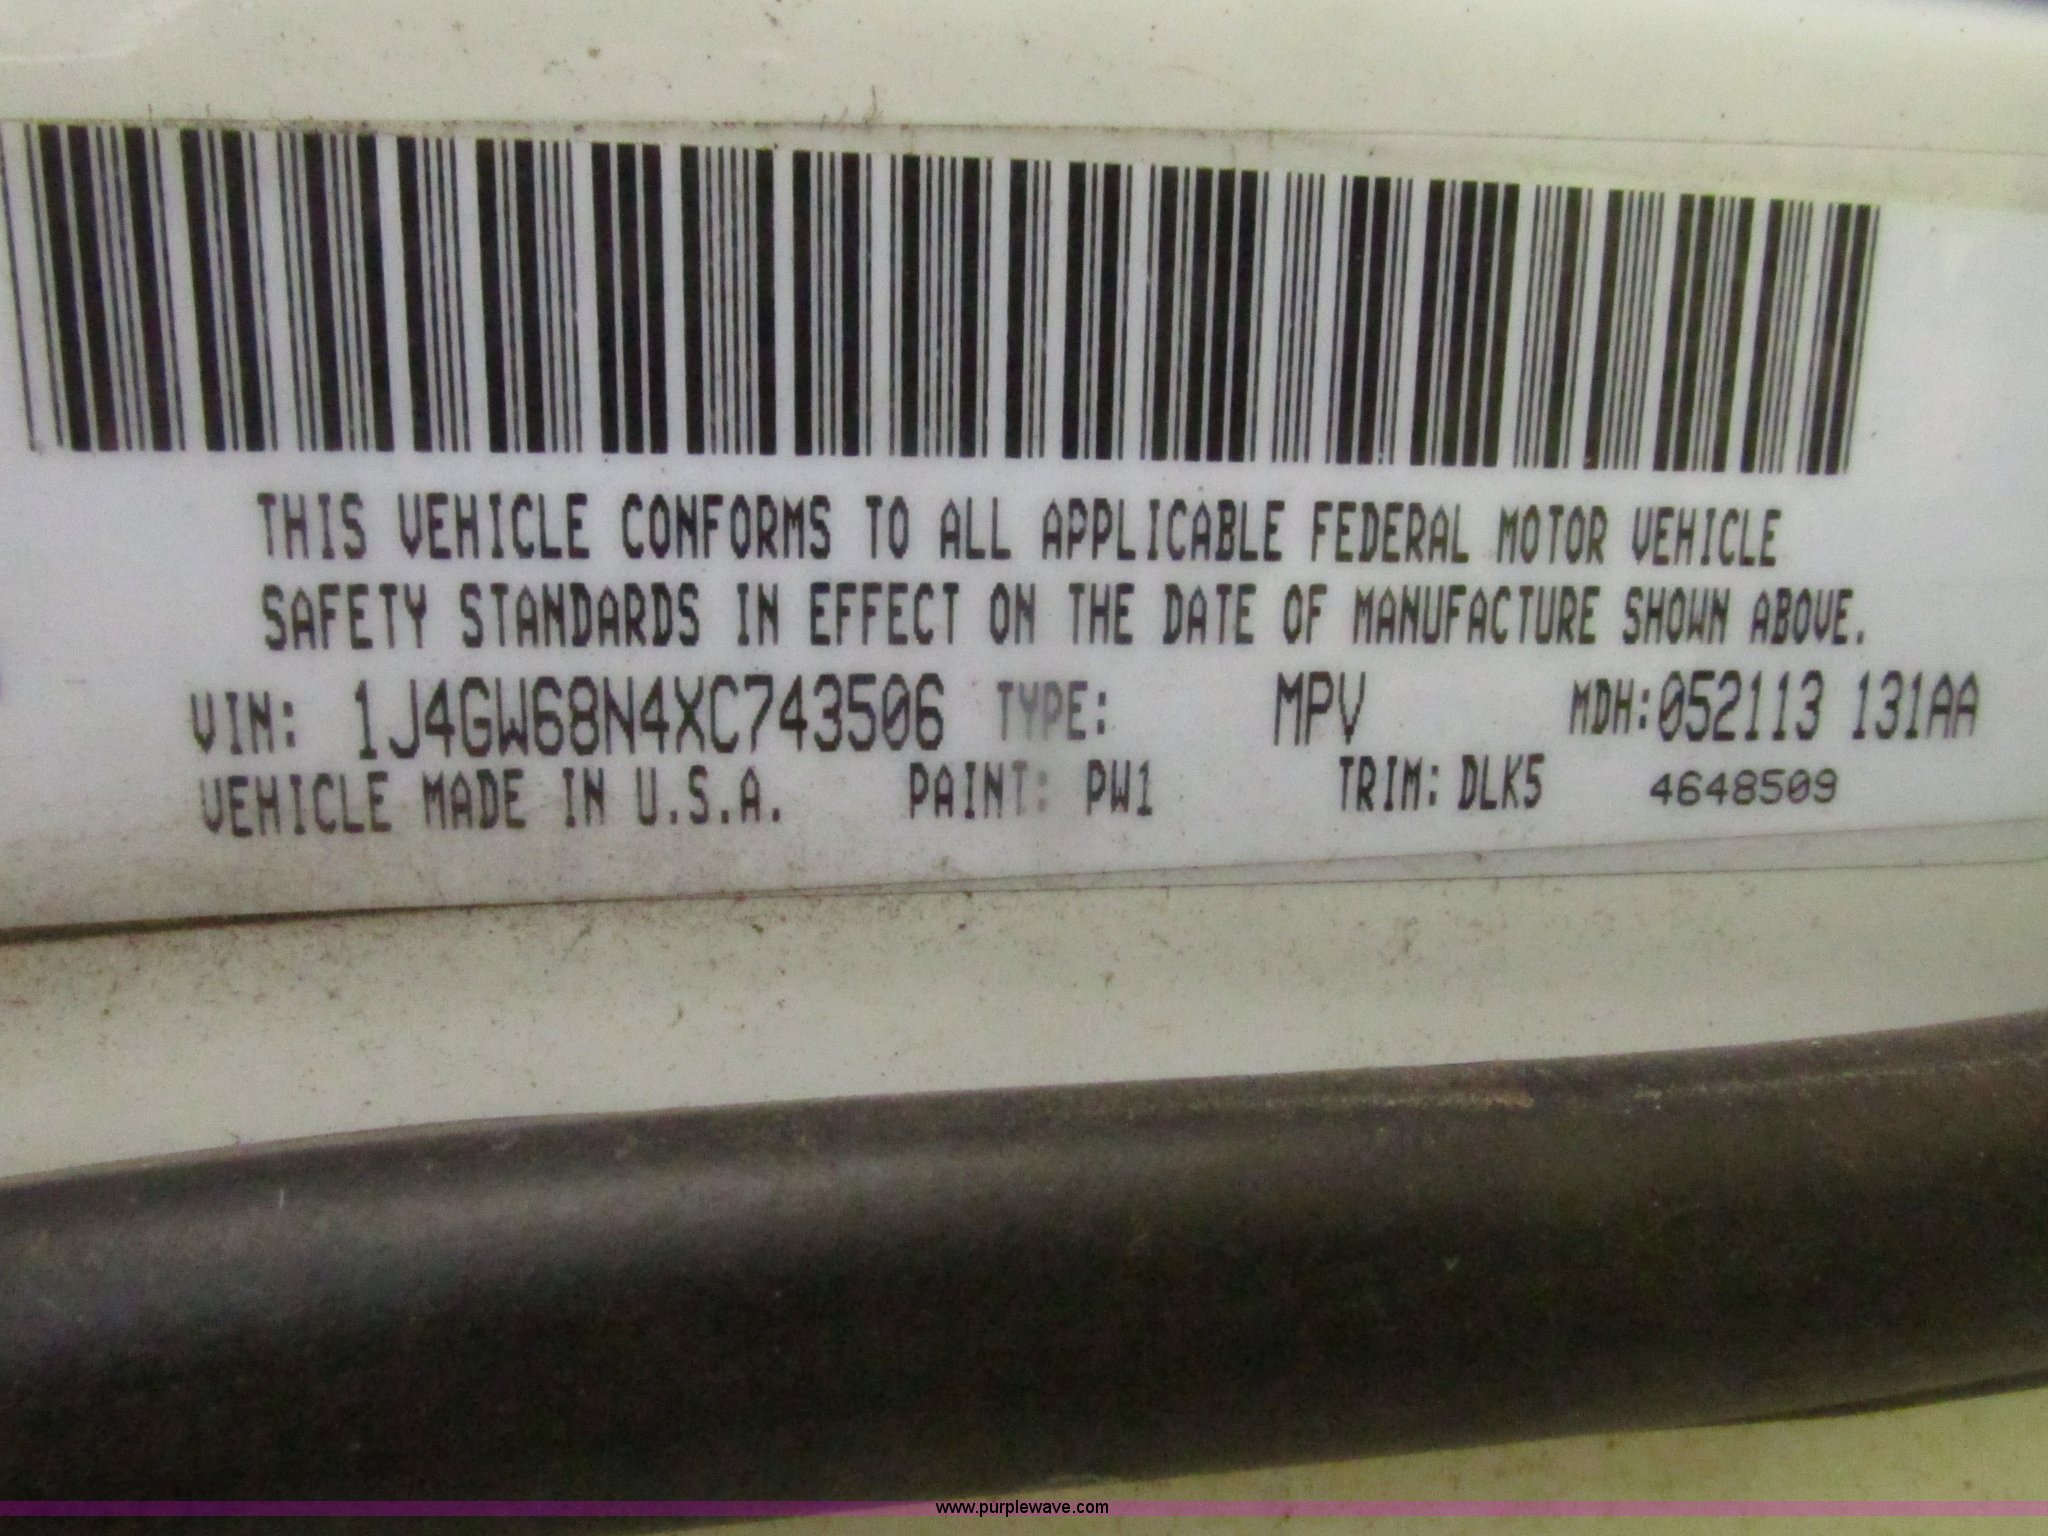 THIS VEHICLE CONFORMS TO ALL APPLICABLE FEDERAL MOTOR VEHICLE
SAFETY STANDARDS IN EFFECT ON THE DATE OF MANUFACTURE SHOWN ABOVE.
VIN: 1J4GW68N4XC743506 TYPE: MPV MDH:052113 131AA
VEHICLE MADE IN U.S.A. PAINT: PW1 TRIM: DLK5 4648509
www.purplewave.com